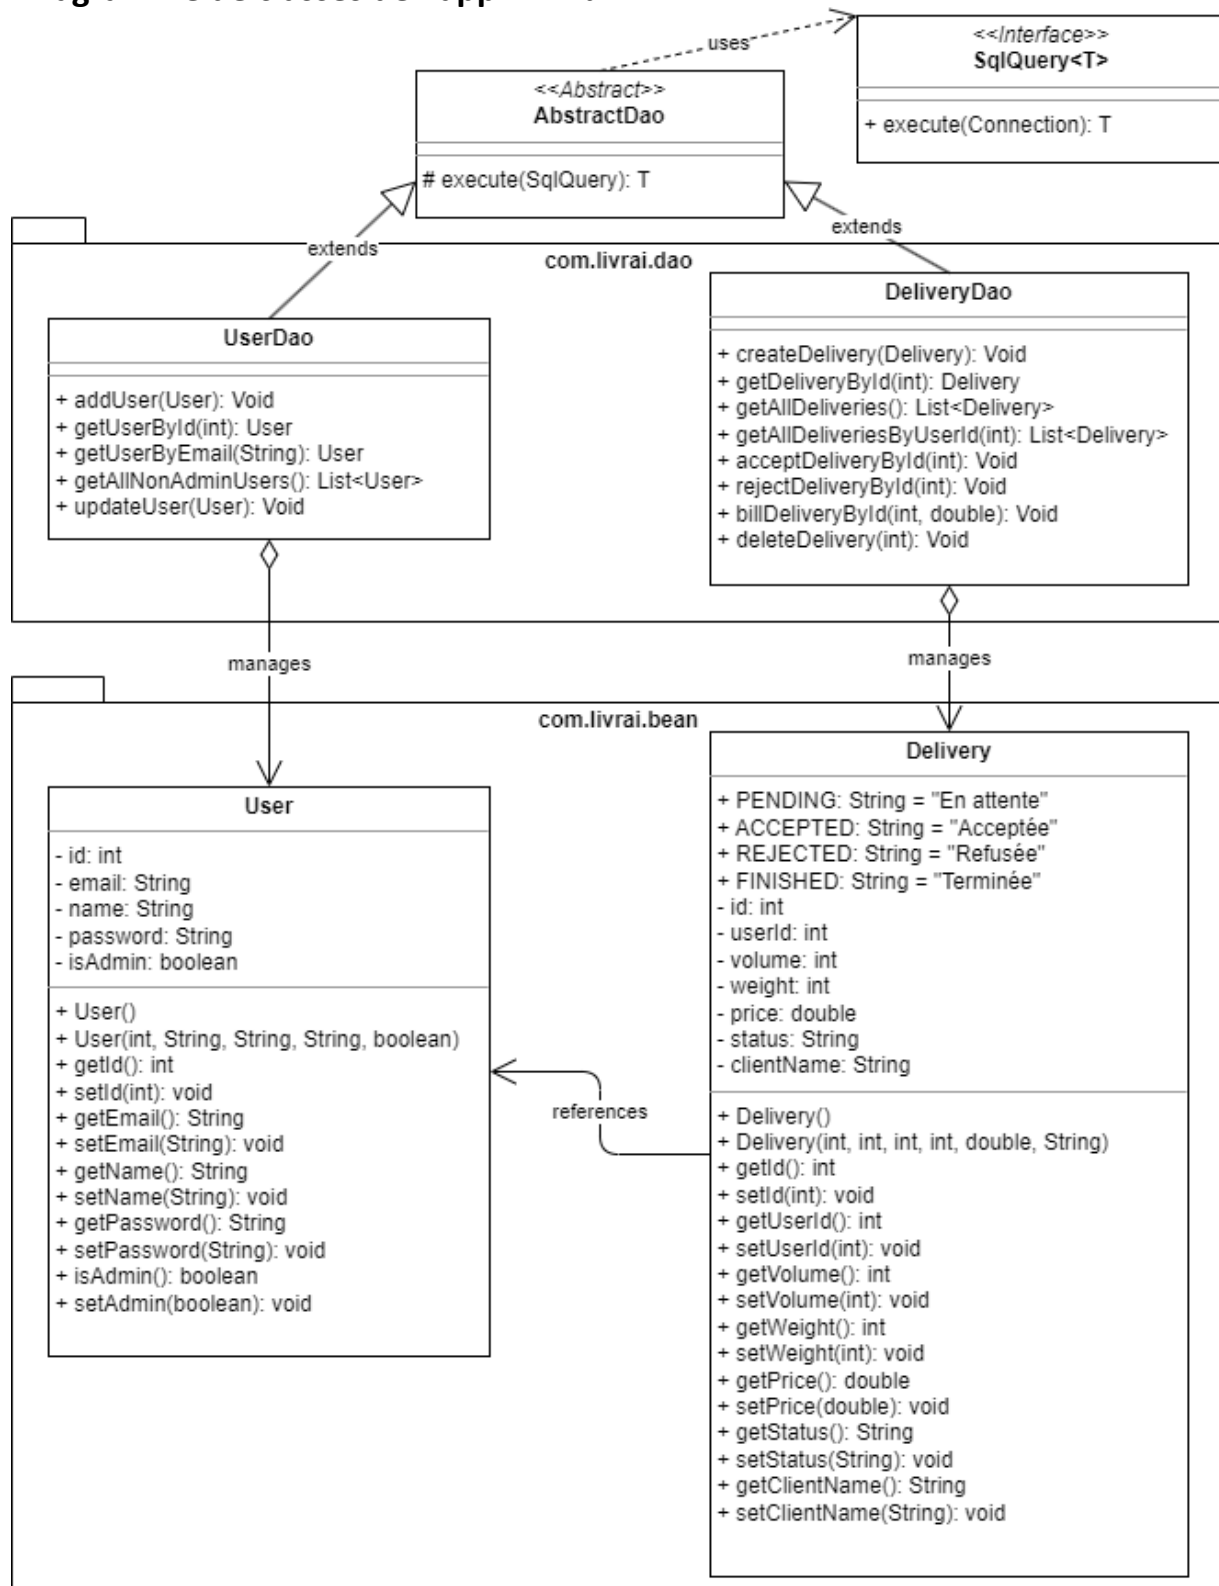 uses
<<Interface>>
SqlQuery<T>
+ execute(Connection): T
<<Abstract>>
AbstractDao
# execute(SqlQuery): T
extends
extends
com.livrai.dao
UserDao
+ addUser(User): Void
+ getUserById(int): User
+ getUserByEmail(String): User
+ getAllNonAdminUsers(): List<User>
+ updateUser(User): Void
DeliveryDao
+ createDelivery(Delivery): Void
+ getDeliveryById(int): Delivery
+ getAllDeliveries(): List<Delivery>
+ getAllDeliveriesByUserId(int): List<Delivery>
+ acceptDeliveryById(int): Void
+ rejectDeliveryById(int): Void
+ billDeliveryById(int, double): Void
+ deleteDelivery(int): Void
manages
manages
com.livrai.bean
User
- id: int
- email: String
- name: String
- password: String
- isAdmin: boolean
+ User()
+ User(int, String, String, String, boolean)
+ getId(): int
+ setId(int): void
+ getEmail(): String
+ setEmail(String): void
+ getName(): String
+ setName(String): void
+ getPassword(): String
+ setPassword(String): void
+ isAdmin(): boolean
+ setAdmin(boolean): void
references
Delivery
+ PENDING: String = "En attente"
+ ACCEPTED: String = "Acceptée"
+ REJECTED: String = "Refusée"
+ FINISHED: String = "Terminée"
- id: int
- userId: int
- volume: int
- weight: int
- price: double
- status: String
- clientName: String
+ Delivery()
+ Delivery(int, int, int, int, double, String)
+ getId(): int
+ setId(int): void
+ getUserId(): int
+ setUserId(int): void
+ getVolume(): int
+ setVolume(int): void
+ getWeight(): int
+ setWeight(int): void
+ getPrice(): double
+ setPrice(double): void
+ getStatus(): String
+ setStatus(String): void
+ getClientName(): String
+ setClientName(String): void